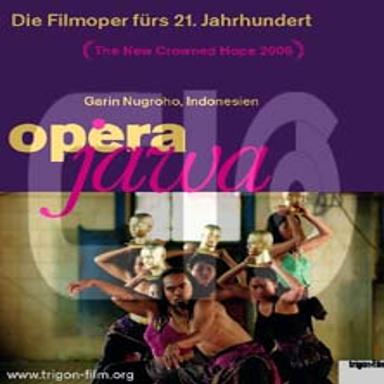 Die Filmoper fürs 21. Jahrhundert
(The New Crowned Hope 2006)
Garin Nugroho, Indonesien
opera
jawa
www.trigon-film.org